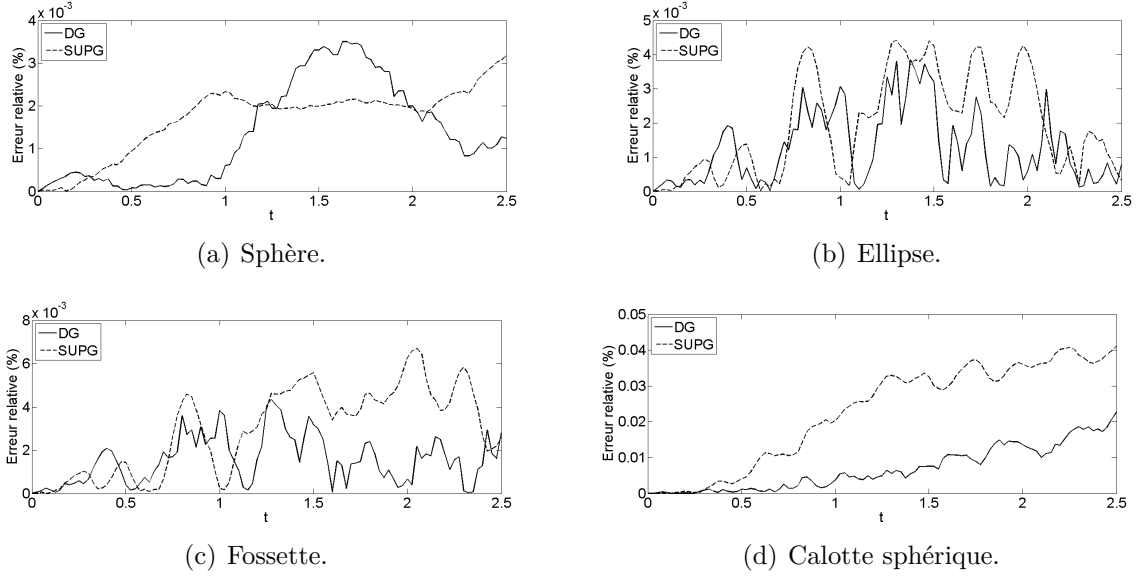 x 10⁻³
4
3
2
1
0
Erreur relative (%)
DG
SUPG
0 0.5 1 1.5 2 2.5
t
(a) Sphère.
x 10⁻³
5
4
3
2
1
0
Erreur relative (%)
DG
SUPG
0 0.5 1 1.5 2 2.5
t
(b) Ellipse.
x 10⁻³
8
6
4
2
0
Erreur relative (%)
DG
SUPG
0 0.5 1 1.5 2 2.5
t
(c) Fossette.
0.05
0.04
0.03
0.02
0.01
0
Erreur relative (%)
DG
SUPG
0 0.5 1 1.5 2 2.5
t
(d) Calotte sphérique.